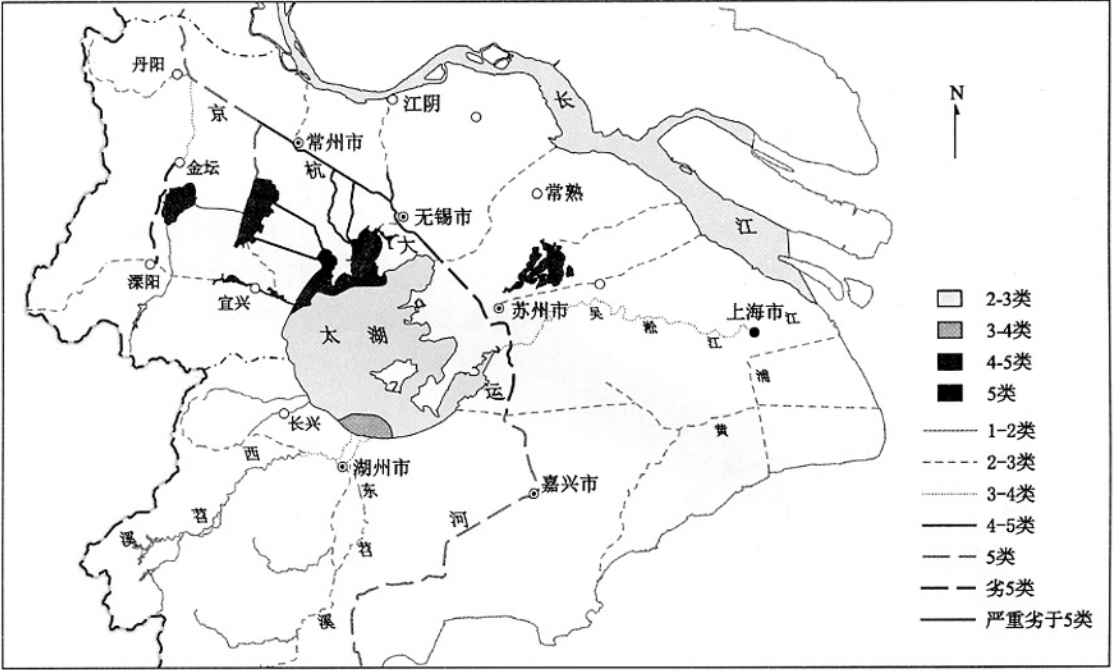 丹阳
京
江阴
长
N
常州市
杭
金坛
常熟
无锡市
大
江
溧阳
宜兴
苏州市
吴
淞
江
上海市
江
太
湖
浦
运
黄
长兴
西
湖州市
东
嘉兴市
苕
溪
河
苕
溪
2-3类
3-4类
4-5类
5类
1-2类
2-3类
3-4类
4-5类
5类
劣5类
严重劣于5类